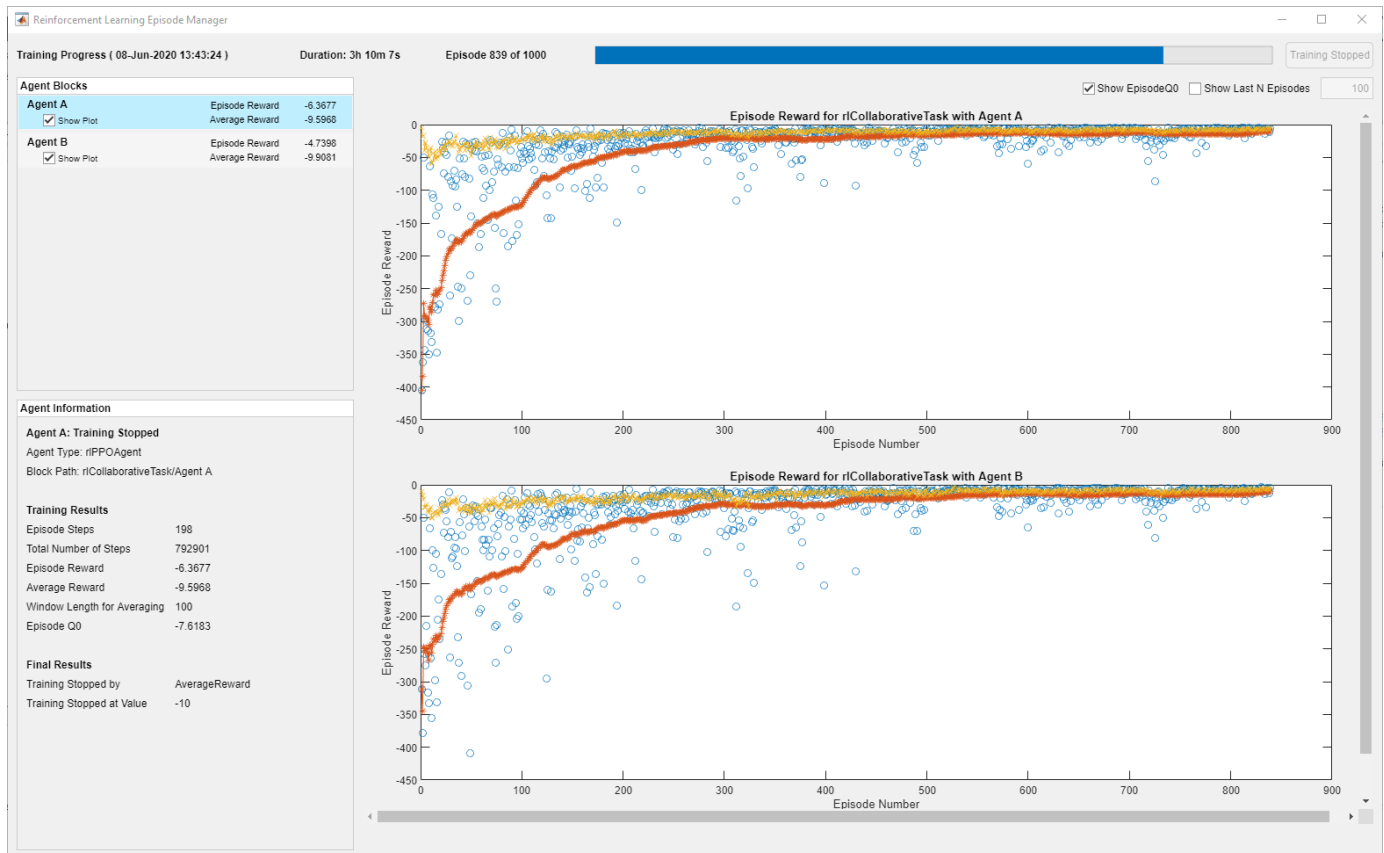 Reinforcement Learning Episode Manager
Training Progress ( 08-Jun-2020 13:43:24 ) Duration: 3h 10m 7s Episode 839 of 1000 Training Stopped
Show EpisodeQ0 Show Last N Episodes 100
Agent Blocks
Agent A Episode Reward -6.3677
Show Plot Average Reward -9.5968
Agent B Episode Reward -4.7398
Show Plot Average Reward -9.9081
Agent Information
Agent A: Training Stopped
Agent Type: rlPPOAgent
Block Path: rlCollaborativeTask/Agent A
Training Results
Episode Steps 198
Total Number of Steps 792901
Episode Reward -6.3677
Average Reward -9.5968
Window Length for Averaging 100
Episode Q0 -7.6183
Final Results
Training Stopped by AverageReward
Training Stopped at Value -10
Episode Reward for rlCollaborativeTask with Agent A
0
-50
-100
-150
-200
-250
-300
-350
-400
-450
Episode Reward
0 100 200 300 400 500 600 700 800 900
Episode Number
Episode Reward for rlCollaborativeTask with Agent B
0
-50
-100
-150
-200
-250
-300
-350
-400
-450
Episode Reward
0 100 200 300 400 500 600 700 800 900
Episode Number